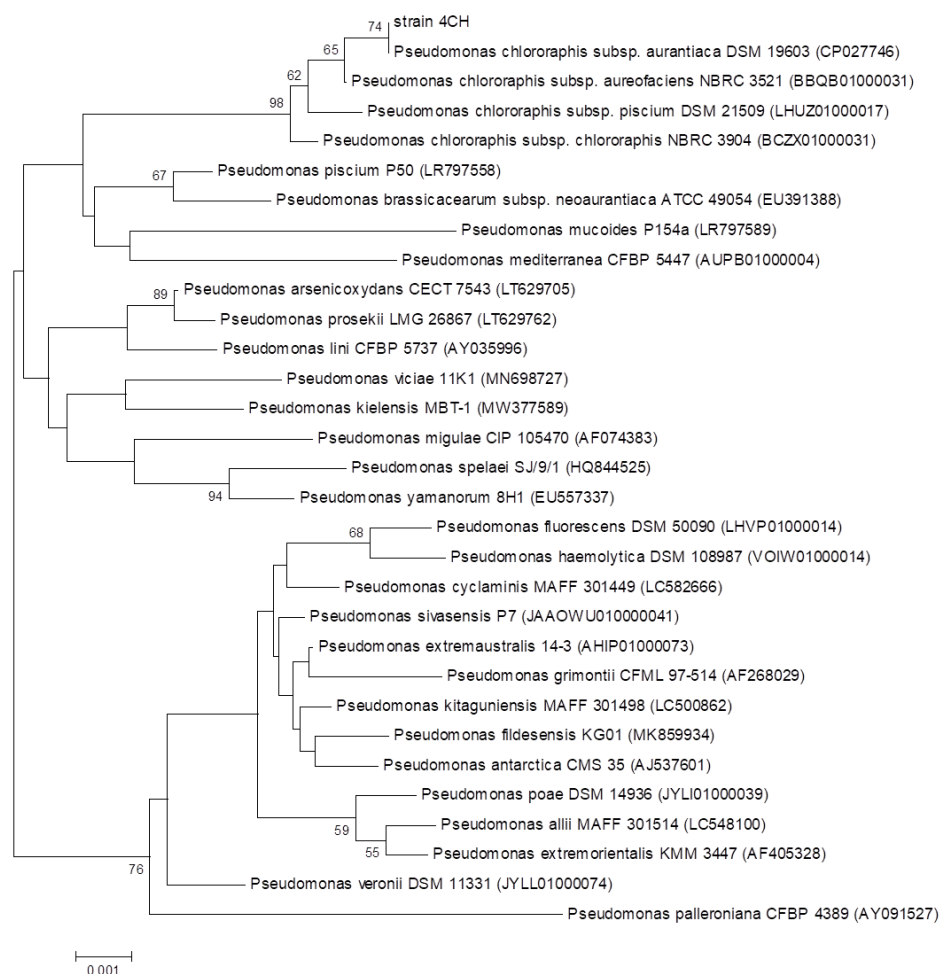 74
strain 4CH
65
Pseudomonas chlororaphis subsp. aurantiaca DSM 19603 (CP027746)
62
Pseudomonas chlororaphis subsp. aureofaciens NBRC 3521 (BBQB01000031)
98
Pseudomonas chlororaphis subsp. piscium DSM 21509 (LHUZ01000017)
Pseudomonas chlororaphis subsp. chlororaphis NBRC 3904 (BCZX01000031)
67
Pseudomonas piscium P50 (LR797558)
Pseudomonas brassicacearum subsp. neoaurantiaca ATCC 49054 (EU391388)
Pseudomonas mucoides P154a (LR797589)
Pseudomonas mediterranea CFBP 5447 (AUPB01000004)
89
Pseudomonas arsenicoxydans CECT 7543 (LT629705)
Pseudomonas prosekii LMG 26867 (LT629762)
Pseudomonas lini CFBP 5737 (AY035996)
Pseudomonas viciae 11K1 (MN698727)
Pseudomonas kielensis MBT-1 (MW377589)
Pseudomonas migulae CIP 105470 (AF074383)
Pseudomonas spelaei SJ/9/1 (HQ844525)
94
Pseudomonas yamanorum 8H1 (EU557337)
68
Pseudomonas fluorescens DSM 50090 (LHVP01000014)
Pseudomonas haemolytica DSM 108987 (VOIW01000014)
Pseudomonas cyclaminis MAFF 301449 (LC582666)
Pseudomonas sivasensis P7 (JAAOWU010000041)
Pseudomonas extremaustralis 14-3 (AHIP01000073)
Pseudomonas grimontii CFML 97-514 (AF268029)
Pseudomonas kitaguniensis MAFF 301498 (LC500862)
Pseudomonas fildesensis KG01 (MK859934)
Pseudomonas antarctica CMS 35 (AJ537601)
Pseudomonas poae DSM 14936 (JYLI01000039)
59
Pseudomonas allii MAFF 301514 (LC548100)
55
Pseudomonas extremorientalis KMM 3447 (AF405328)
76
Pseudomonas veronii DSM 11331 (JYLL01000074)
Pseudomonas palleroniana CFBP 4389 (AY091527)
0.001